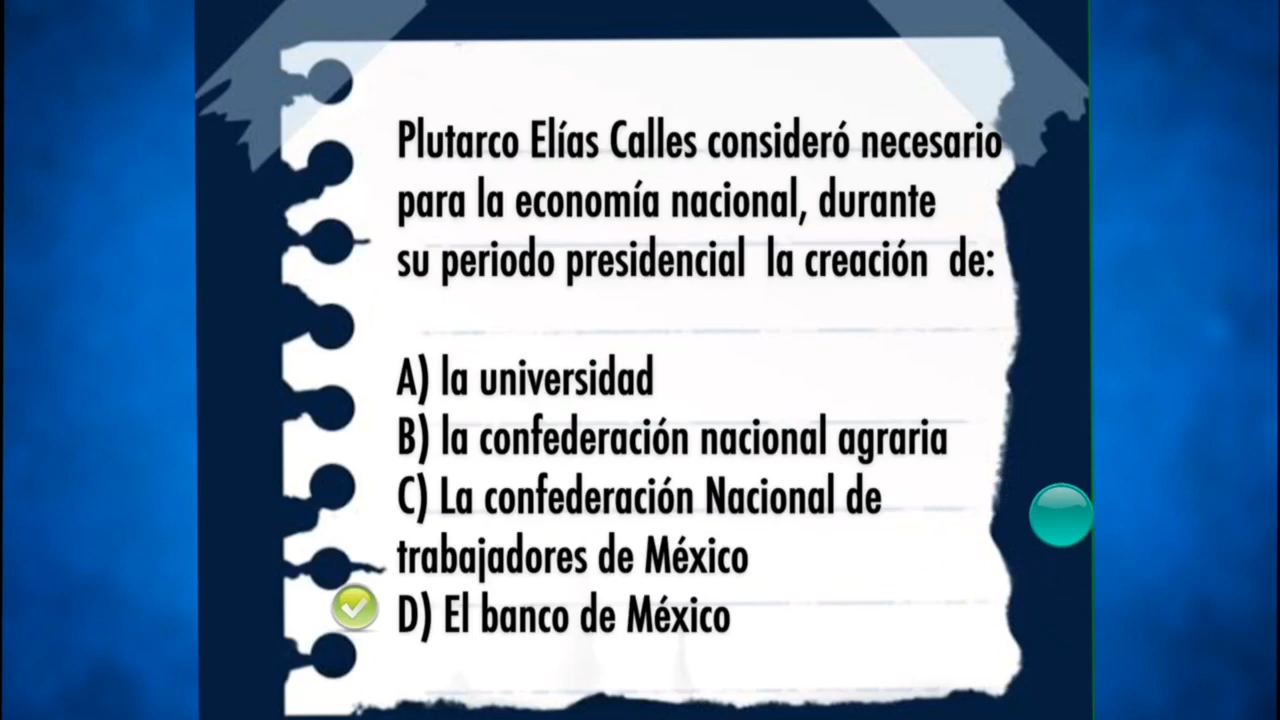 Plutarco Elías Calles consideró necesario
para la economía nacional, durante
su periodo presidencial la creación de:
A) la universidad
B) la confederación nacional agraria
C) La confederación Nacional de
trabajadores de México
D) El banco de México